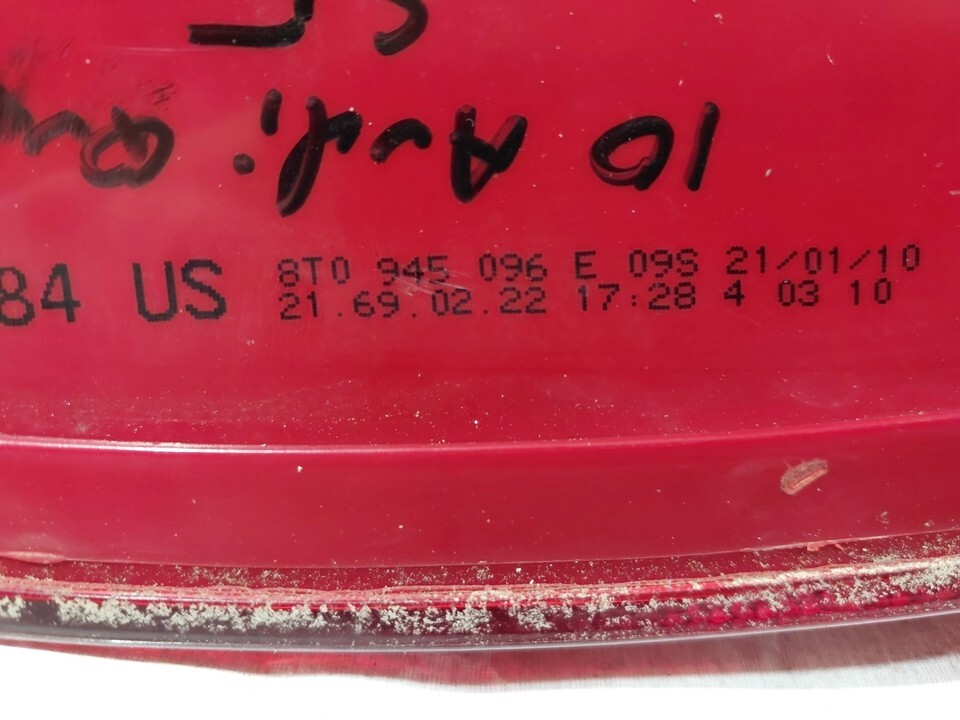 10 Audi
84 US
8T0 945 096 E 09S 21/01/10
21.69.02.22 17:28 4 03 10